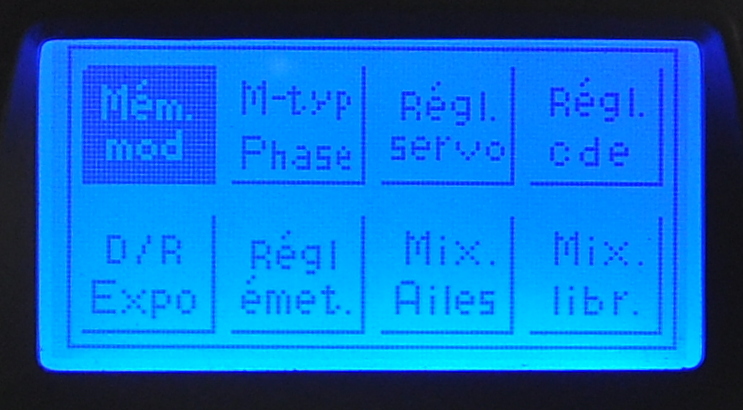 Mém. M-typ Régl. Régl.
mod Phase servo cde
D/R Régl Mix. Mix.
Expo émet. Ailes libr.